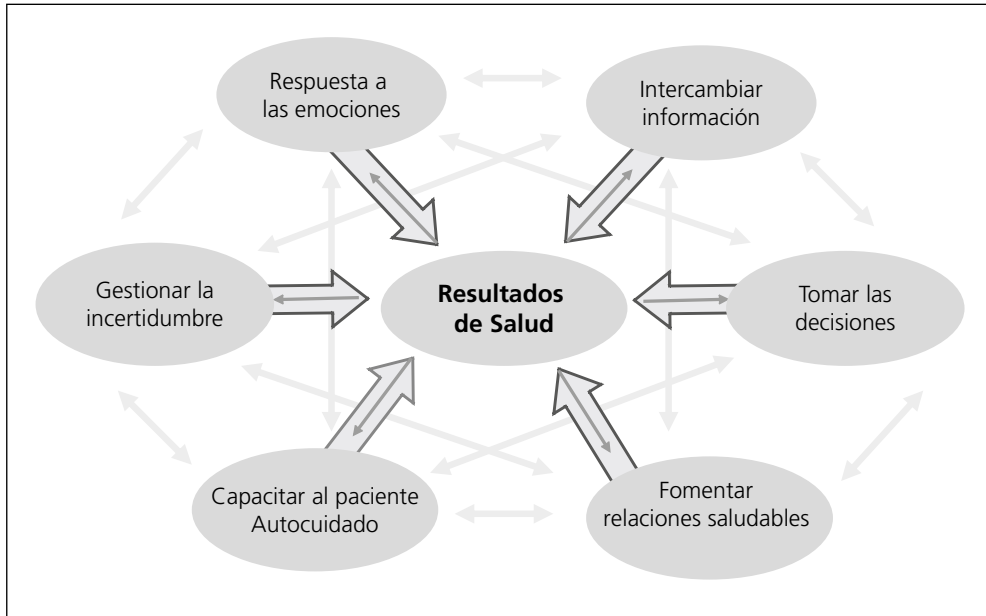 Respuesta a
las emociones
Intercambiar
información
Gestionar la
incertidumbre
Resultados
de Salud
Tomar las
decisiones
Capacitar al paciente
Autocuidado
Fomentar
relaciones saludables